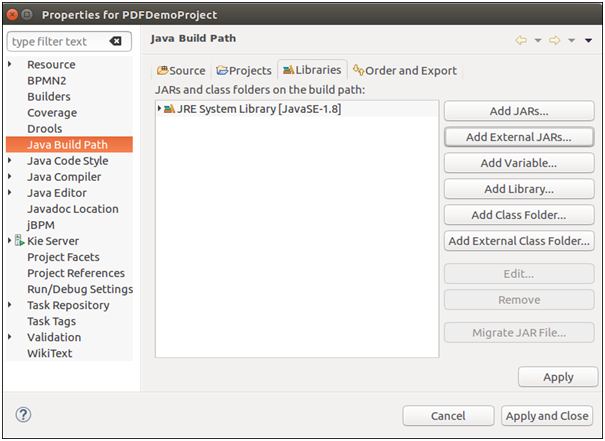 Properties for PDFDemoProject
type filter text
Java Build Path
Resource
BPMN2
Builders
Coverage
Drools
Java Build Path
Java Code Style
Java Compiler
Java Editor
Javadoc Location
jBPM
Kie Server
Project Facets
Project References
Run/Debug Settings
Task Repository
Task Tags
Validation
WikiText
Source Projects Libraries Order and Export
JARs and class folders on the build path:
JRE System Library [JavaSE-1.8]
Add JARs...
Add External JARs...
Add Variable...
Add Library...
Add Class Folder...
Add External Class Folder...
Edit...
Remove
Migrate JAR File...
Apply
?
Cancel Apply and Close